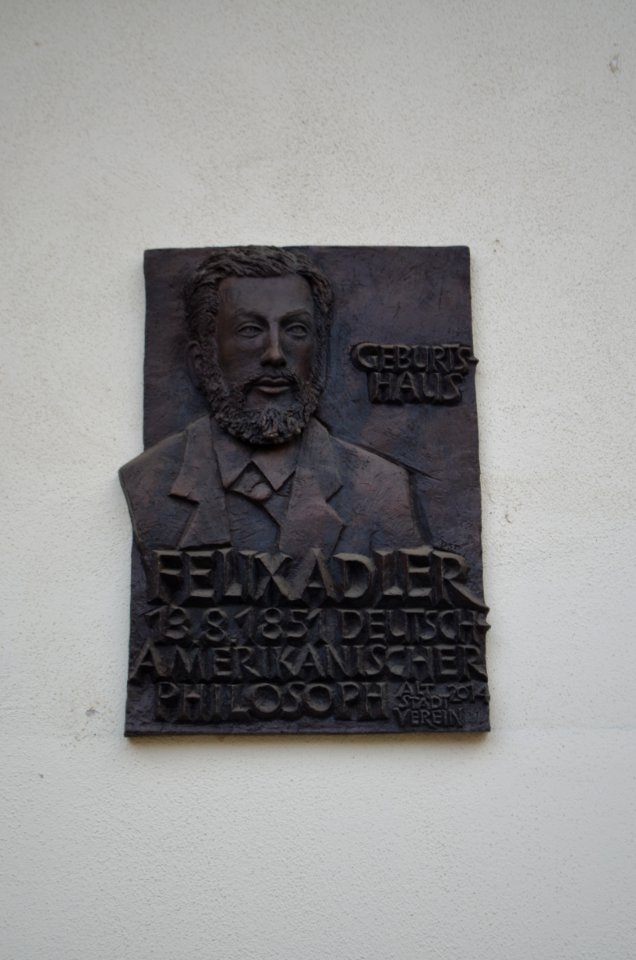 GEBURTS-
HAUS
FELIX ADLER
13.8.1851 DEUTSCH-
AMERIKANISCHER
PHILOSOPH
ALT
STADT 2014
VEREIN